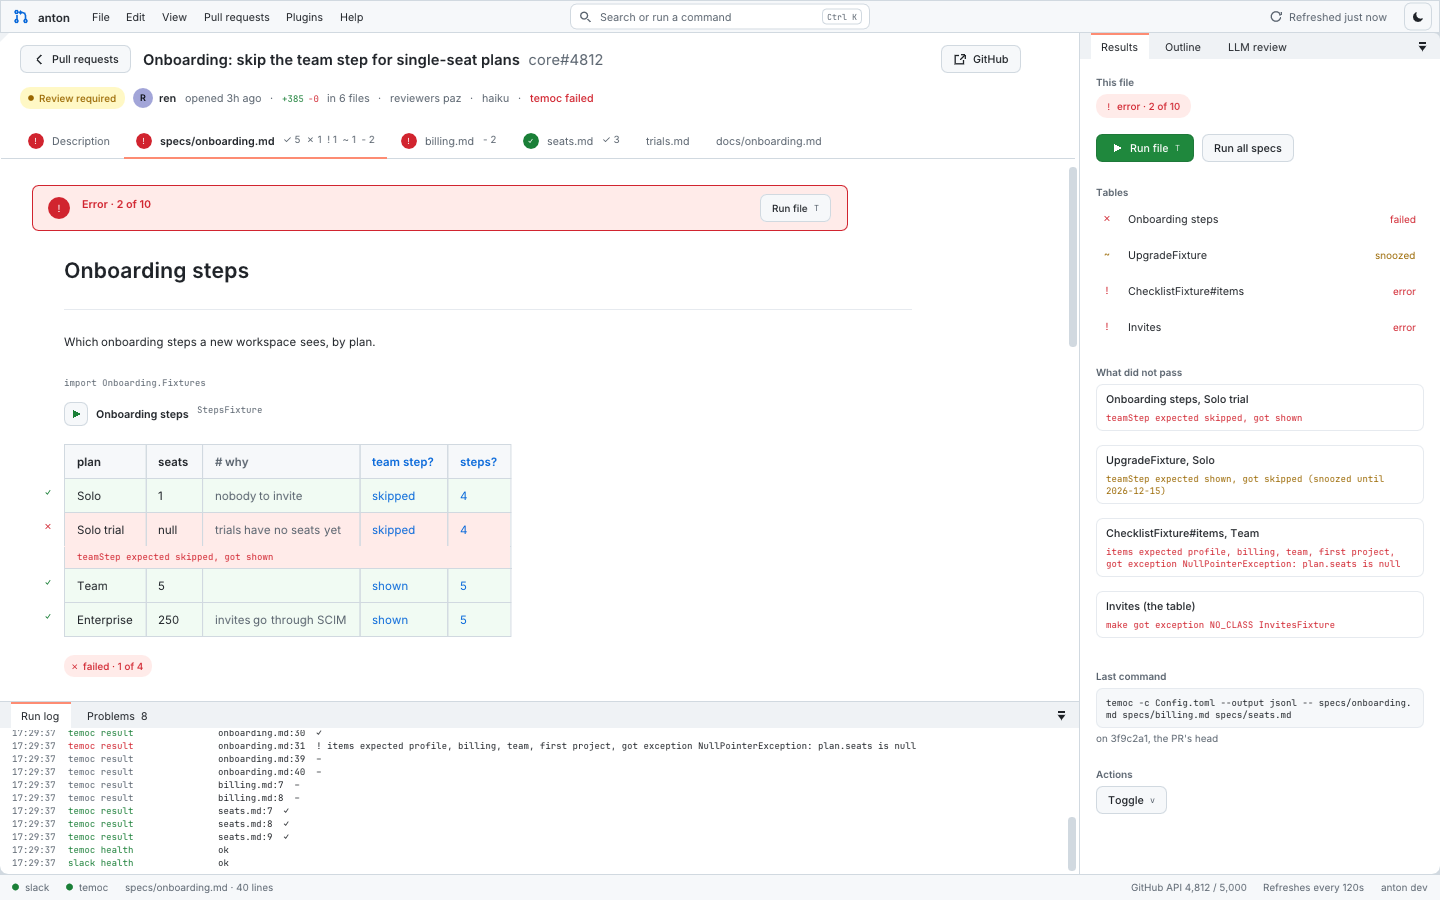 anton File Edit View Pull requests Plugins Help Search or run a command Ctrl K Refreshed just now
Pull requests Onboarding: skip the team step for single-seat plans core#4812 GitHub
Review required R ren opened 3h ago · +385 -0 in 6 files · reviewers paz · haiku · temoc failed
! Description ! specs/onboarding.md ✓ 5 × 1 ! 1 ~ 1 - 2 ! billing.md - 2 ✓ seats.md ✓ 3 trials.md docs/onboarding.md
! Error · 2 of 10 Run file T
Onboarding steps
Which onboarding steps a new workspace sees, by plan.
import Onboarding.Fixtures
Onboarding steps StepsFixture
plan seats # why team step? steps?
✓ Solo 1 nobody to invite skipped 4
× Solo trial null trials have no seats yet skipped 4
teamStep expected skipped, got shown
✓ Team 5 shown 5
✓ Enterprise 250 invites go through SCIM shown 5
× failed · 1 of 4
Run log Problems 8
17:29:37 temoc result onboarding.md:30 ✓
17:29:37 temoc result onboarding.md:31 ! items expected profile, billing, team, first project, got exception NullPointerException: plan.seats is null
17:29:37 temoc result onboarding.md:39 –
17:29:37 temoc result onboarding.md:40 –
17:29:37 temoc result billing.md:7 –
17:29:37 temoc result billing.md:8 –
17:29:37 temoc result seats.md:7 ✓
17:29:37 temoc result seats.md:8 ✓
17:29:37 temoc result seats.md:9 ✓
17:29:37 temoc health ok
17:29:37 slack health ok
Results Outline LLM review
This file
! error · 2 of 10
Run file T Run all specs
Tables
× Onboarding steps failed
~ UpgradeFixture snoozed
! ChecklistFixture#items error
! Invites error
What did not pass
Onboarding steps, Solo trial
teamStep expected skipped, got shown
UpgradeFixture, Solo
teamStep expected shown, got skipped (snoozed until
2026-12-15)
ChecklistFixture#items, Team
items expected profile, billing, team, first project,
got exception NullPointerException: plan.seats is null
Invites (the table)
make got exception NO_CLASS InvitesFixture
Last command
temoc -c Config.toml --output jsonl -- specs/onboarding.
md specs/billing.md specs/seats.md
on 3f9c2a1, the PR's head
Actions
Toggle v
slack temoc specs/onboarding.md · 40 lines GitHub API 4,812 / 5,000 Refreshes every 120s anton dev